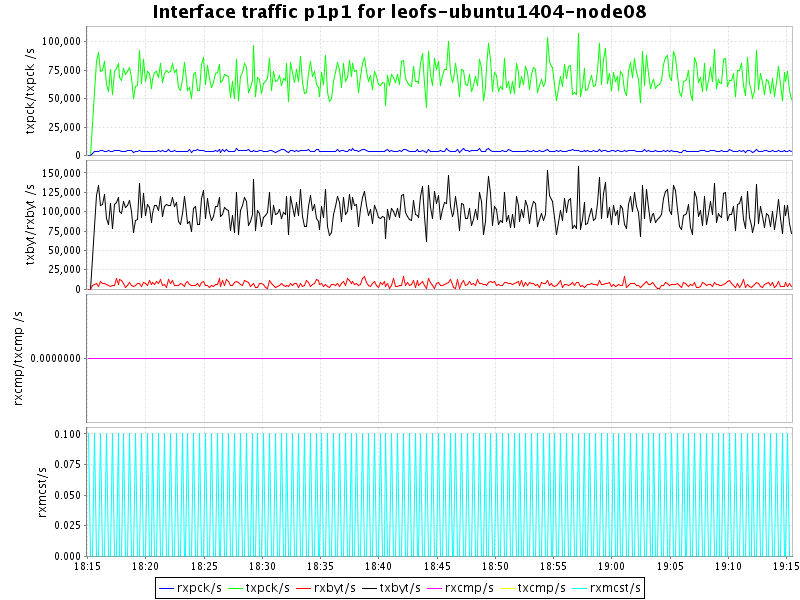 Interface traffic p1p1 for leofs-ubuntu1404-node08
txpck/txpck /s
100,000
75,000
50,000
25,000
0
txbyt/rxbyt /s
150,000
125,000
100,000
75,000
50,000
25,000
0
rxcmp/txcmp /s
0.0000000
rxmcst/s
0.100
0.075
0.050
0.025
0.000
18:15 18:20 18:25 18:30 18:35 18:40 18:45 18:50 18:55 19:00 19:05 19:10 19:15
rxpck/s txpck/s rxbyt/s txbyt/s rxcmp/s txcmp/s rxmcst/s